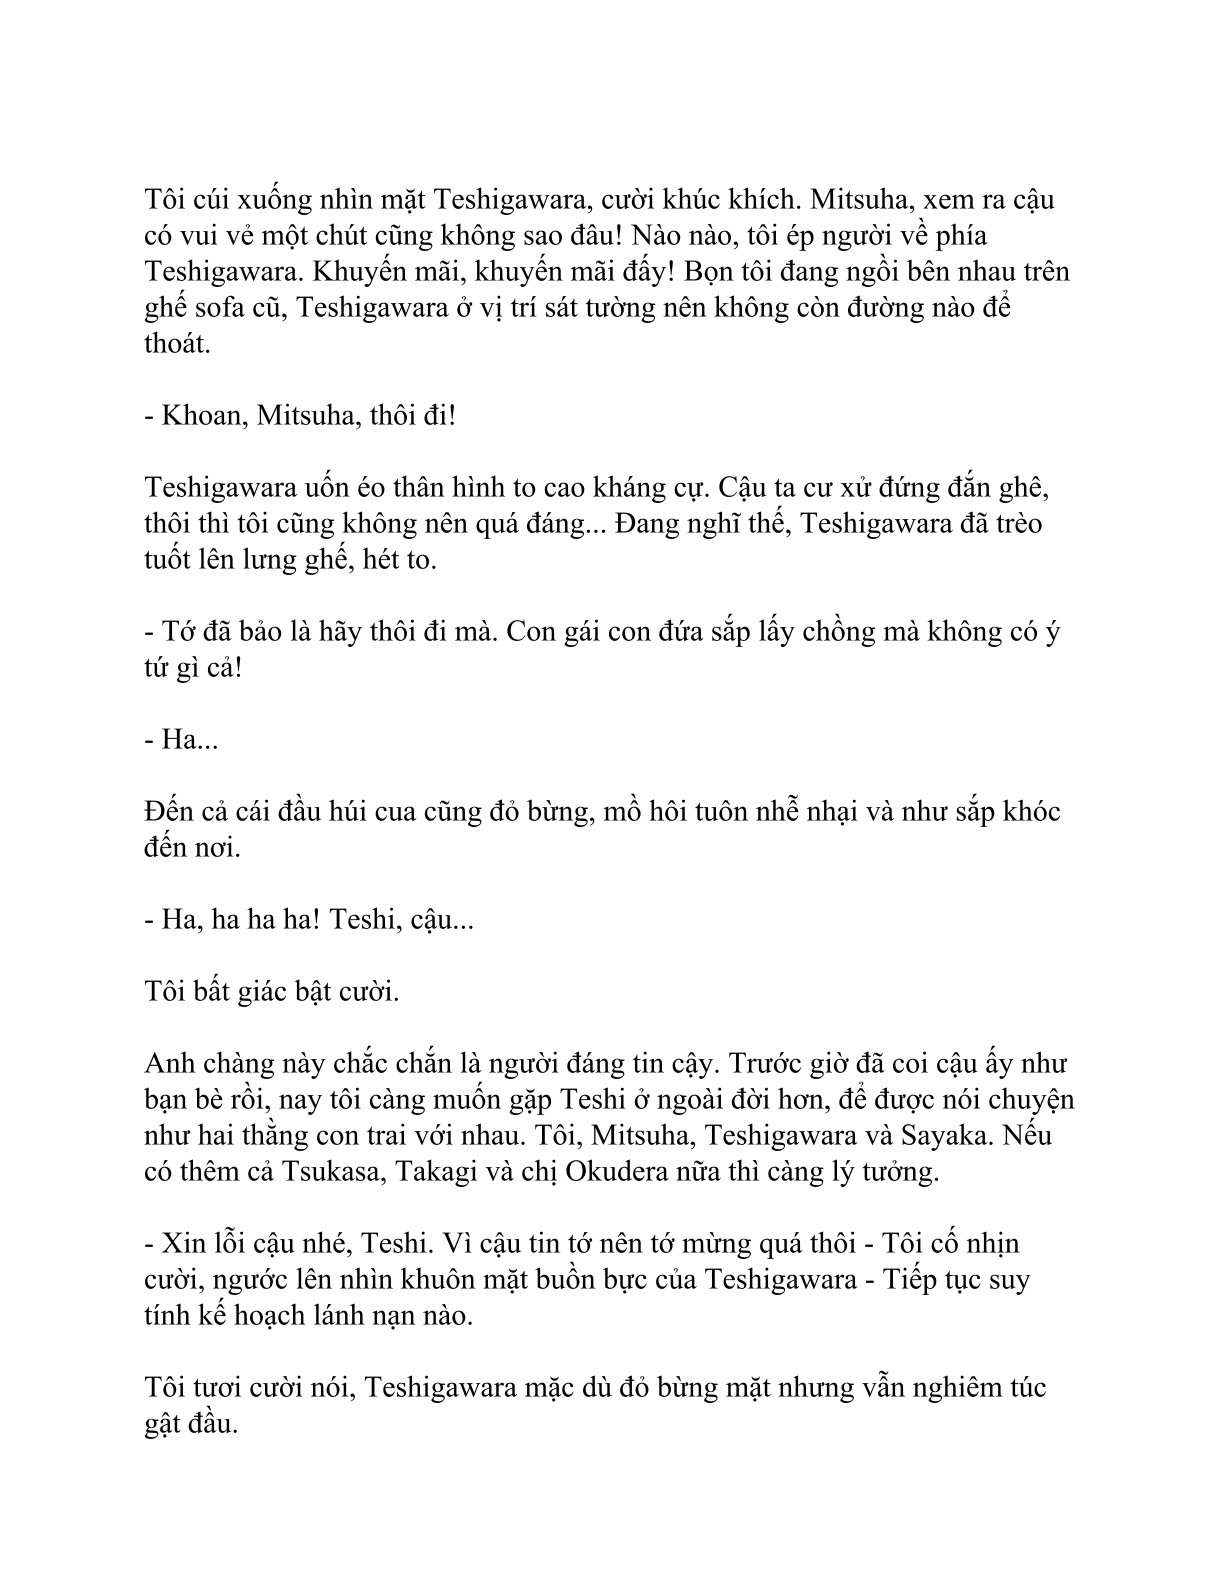 Tôi cúi xuống nhìn mặt Teshigawara, cười khúc khích. Mitsuha, xem ra cậu
có vui vẻ một chút cũng không sao đâu! Nào nào, tôi ép người về phía
Teshigawara. Khuyến mãi, khuyến mãi đấy! Bọn tôi đang ngồi bên nhau trên
ghế sofa cũ, Teshigawara ở vị trí sát tường nên không còn đường nào để
thoát.
- Khoan, Mitsuha, thôi đi!
Teshigawara uốn éo thân hình to cao kháng cự. Cậu ta cư xử đứng đắn ghê,
thôi thì tôi cũng không nên quá đáng... Đang nghĩ thế, Teshigawara đã trèo
tuốt lên lưng ghế, hét to.
- Tớ đã bảo là hãy thôi đi mà. Con gái con đứa sắp lấy chồng mà không có ý
tứ gì cả!
- Ha...
Đến cả cái đầu húi cua cũng đỏ bừng, mồ hôi tuôn nhễ nhại và như sắp khóc
đến nơi.
- Ha, ha ha ha! Teshi, cậu...
Tôi bất giác bật cười.
Anh chàng này chắc chắn là người đáng tin cậy. Trước giờ đã coi cậu ấy như
bạn bè rồi, nay tôi càng muốn gặp Teshi ở ngoài đời hơn, để được nói chuyện
như hai thằng con trai với nhau. Tôi, Mitsuha, Teshigawara và Sayaka. Nếu
có thêm cả Tsukasa, Takagi và chị Okudera nữa thì càng lý tưởng.
- Xin lỗi cậu nhé, Teshi. Vì cậu tin tớ nên tớ mừng quá thôi - Tôi cố nhịn
cười, ngước lên nhìn khuôn mặt buồn bực của Teshigawara - Tiếp tục suy
tính kế hoạch lánh nạn nào.
Tôi tươi cười nói, Teshigawara mặc dù đỏ bừng mặt nhưng vẫn nghiêm túc
gật đầu.